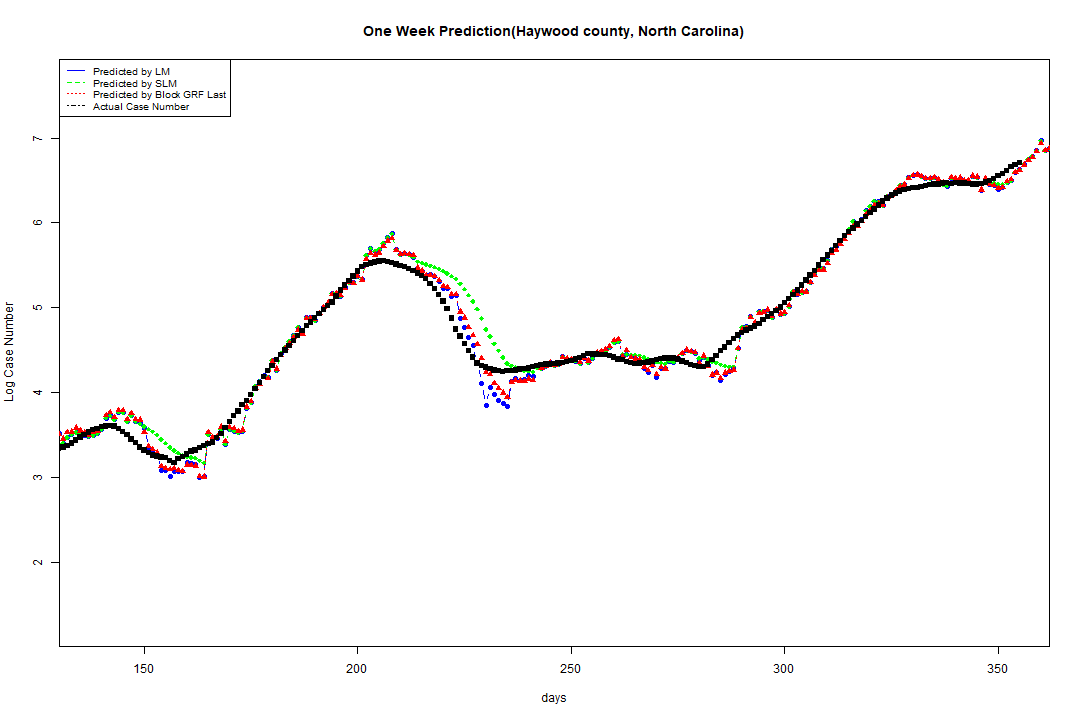 One Week Prediction(Haywood county, North Carolina)
Predicted by LM
Predicted by SLM
Predicted by Block GRF Last
Actual Case Number
7
6
5
4
3
2
Log Case Number
150 200 250 300 350
days